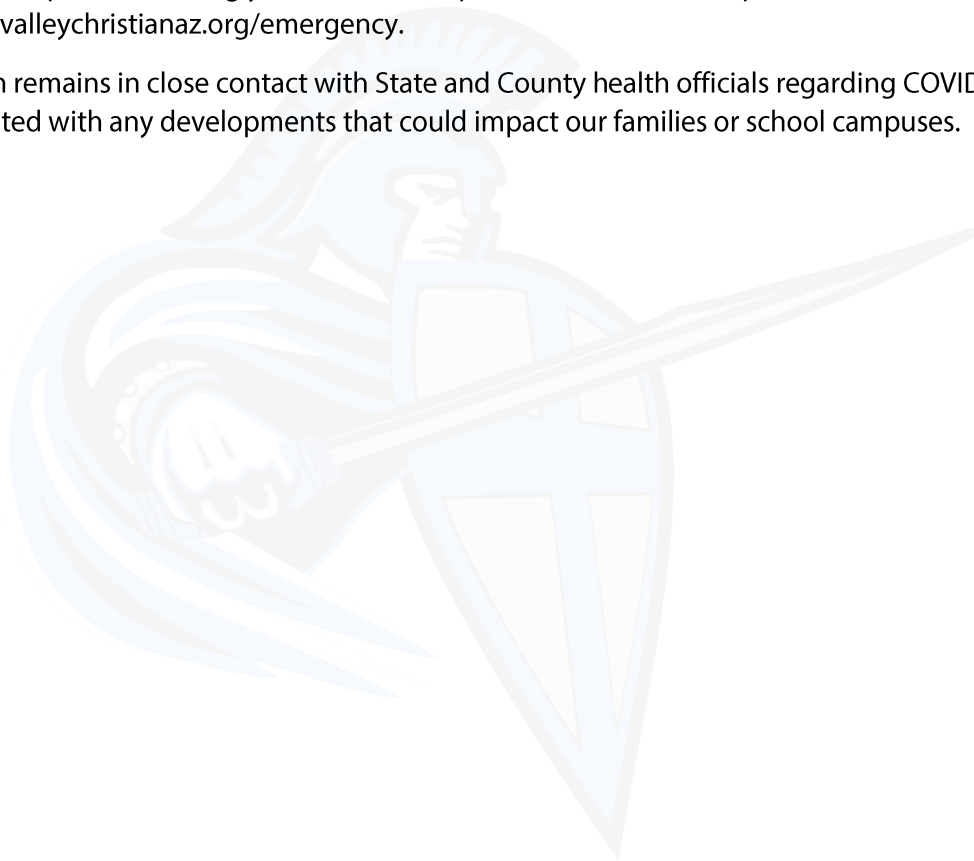 valleychristianaz.org/emergency.
remains in close contact with State and County health officials regarding COVID
ted with any developments that could impact our families or school campuses.